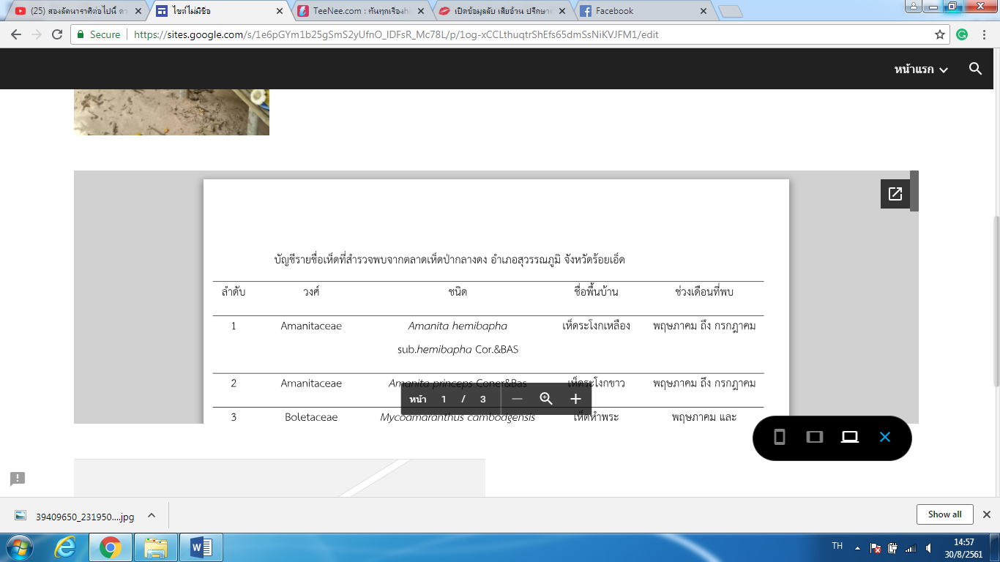 (25) สองลัคนาราศีต่อไปนี้ ดว
ไซต์ไม่มีชื่อ
TeeNee.com : ทันทุกเรื่อง
เปิดข้อมูลลับ เสี่ยอ้วน ปริกษา
Facebook
Secure
https://sites.google.com/s/1e6pGYm1b25gSmS2yUfnO_IDFsR_Mc78L/p/1og-xCCLthuqtrShEfs65dmSsNiKVJFM1/edit
หน้าแรก
บัญชีรายชื่อเห็ดที่สำรวจพบจากตลาดเห็ดป่ากลางดง อำเภอสุวรรณภูมิ จังหวัดร้อยเอ็ด
ลำดับ วงศ์ ชนิด ชื่อพื้นบ้าน ช่วงเดือนที่พบ
1 Amanitaceae Amanita hemibapha เห็ดระโงกเหลือง พฤษภาคม ถึง กรกฎาคม
sub.hemibapha Cor.&BAS
2 Amanitaceae Amanita princeps Coner&Bas เห็ดระโงกขาว พฤษภาคม ถึง กรกฎาคม
หน้า 1 / 3
3 Boletaceae Mycoamaranthus cambodgensis เห็ดหำพระ พฤษภาคม และ
39409650_231950....jpg
Show all
TH
14:57
30/8/2561